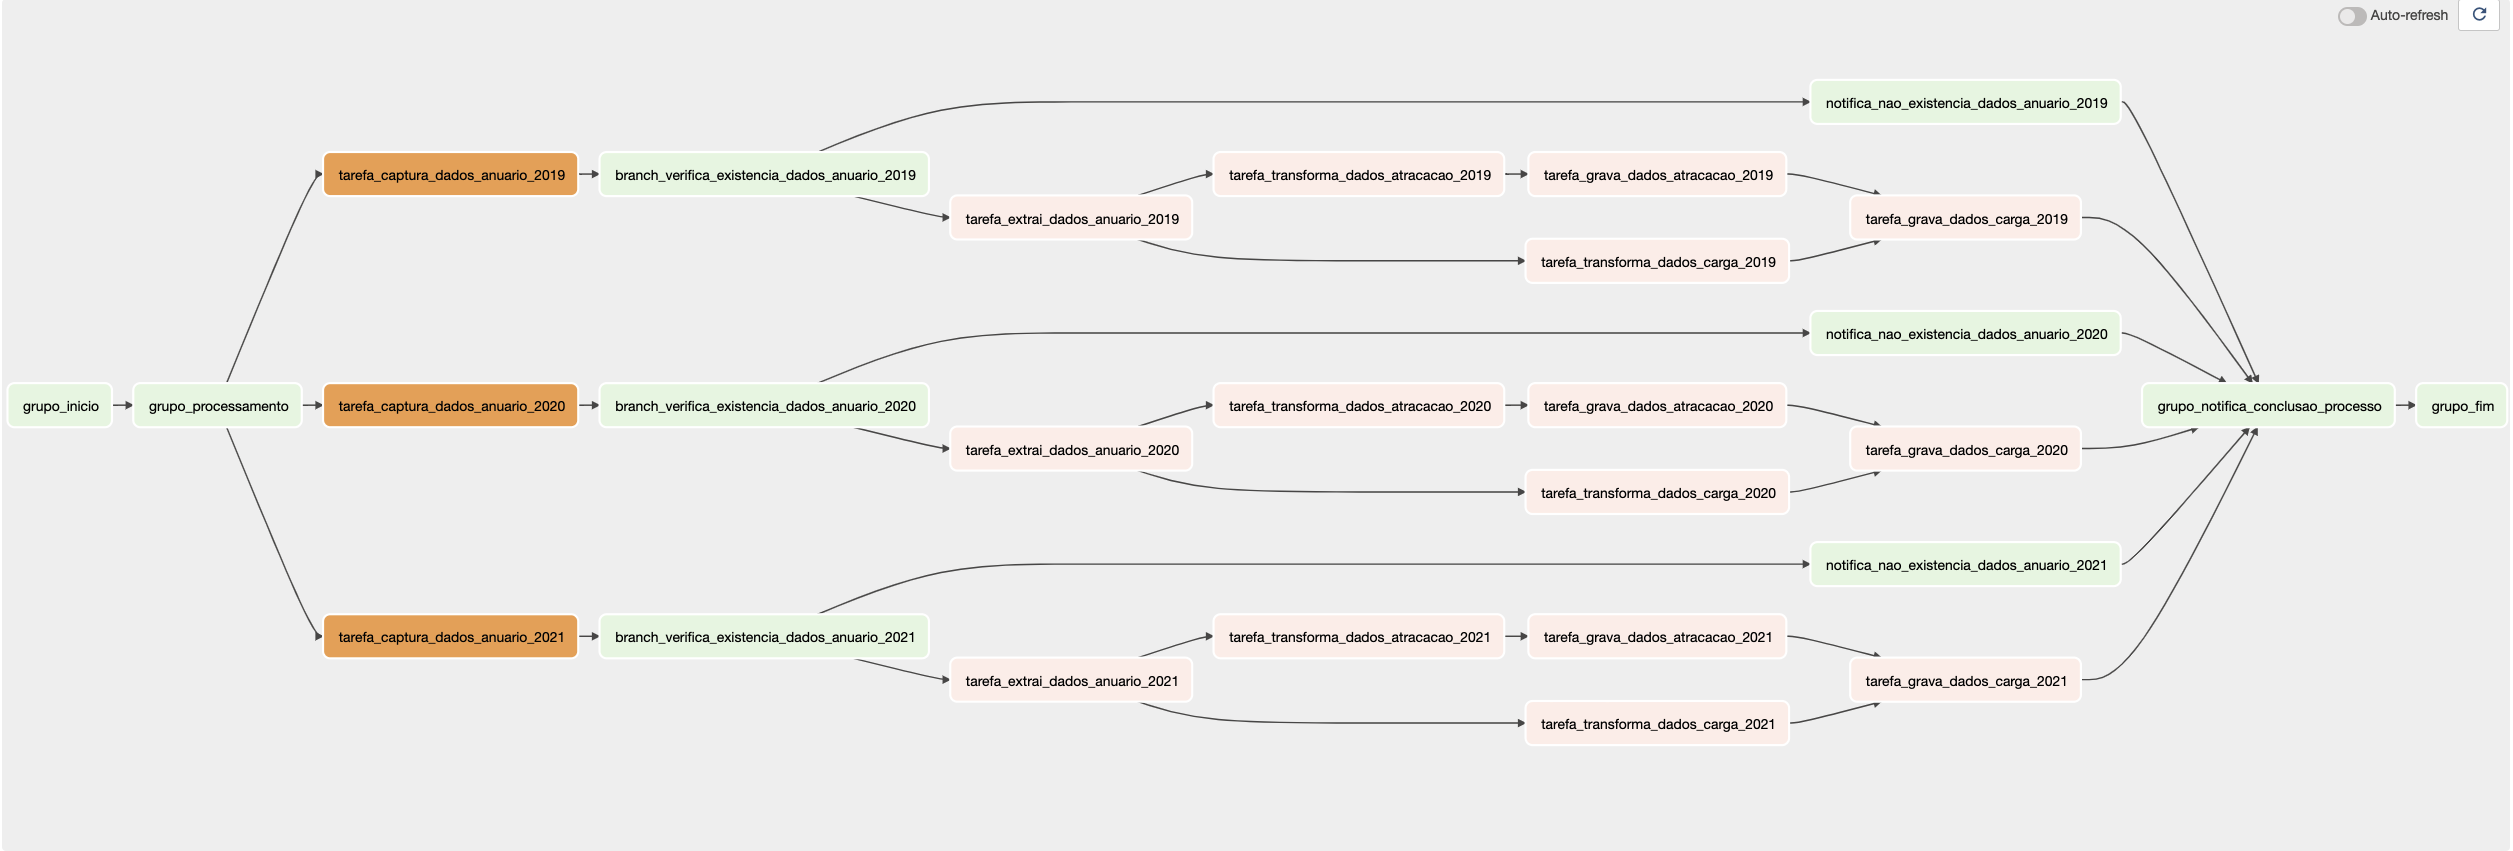 Auto-refresh
notifica_nao_existencia_dados_anuario_2019
tarefa_captura_dados_anuario_2019
branch_verifica_existencia_dados_anuario_2019
tarefa_transforma_dados_atracacao_2019
tarefa_grava_dados_atracacao_2019
tarefa_extrai_dados_anuario_2019
tarefa_grava_dados_carga_2019
tarefa_transforma_dados_carga_2019
notifica_nao_existencia_dados_anuario_2020
grupo_inicio
grupo_processamento
tarefa_captura_dados_anuario_2020
branch_verifica_existencia_dados_anuario_2020
tarefa_transforma_dados_atracacao_2020
tarefa_grava_dados_atracacao_2020
grupo_notifica_conclusao_processo
grupo_fim
tarefa_extrai_dados_anuario_2020
tarefa_grava_dados_carga_2020
tarefa_transforma_dados_carga_2020
notifica_nao_existencia_dados_anuario_2021
tarefa_captura_dados_anuario_2021
branch_verifica_existencia_dados_anuario_2021
tarefa_transforma_dados_atracacao_2021
tarefa_grava_dados_atracacao_2021
tarefa_extrai_dados_anuario_2021
tarefa_grava_dados_carga_2021
tarefa_transforma_dados_carga_2021